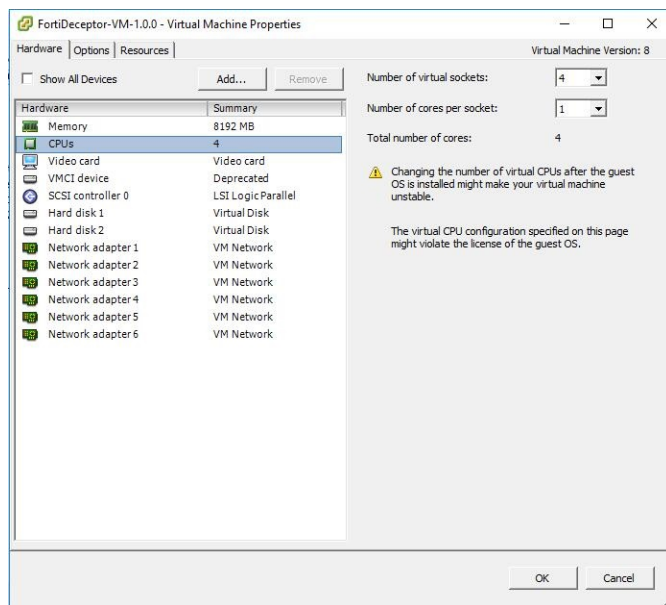 FortiDeceptor-VM-1.0.0 - Virtual Machine Properties
Hardware Options Resources Virtual Machine Version: 8
Show All Devices Add... Remove
Hardware Summary
Memory 8192 MB
CPUs 4
Video card Video card
VMCI device Deprecated
SCSI controller 0 LSI Logic Parallel
Hard disk 1 Virtual Disk
Hard disk 2 Virtual Disk
Network adapter 1 VM Network
Network adapter 2 VM Network
Network adapter 3 VM Network
Network adapter 4 VM Network
Network adapter 5 VM Network
Network adapter 6 VM Network
Number of virtual sockets: 4
Number of cores per socket: 1
Total number of cores: 4
Changing the number of virtual CPUs after the guest
OS is installed might make your virtual machine
unstable.
The virtual CPU configuration specified on this page
might violate the license of the guest OS.
OK Cancel